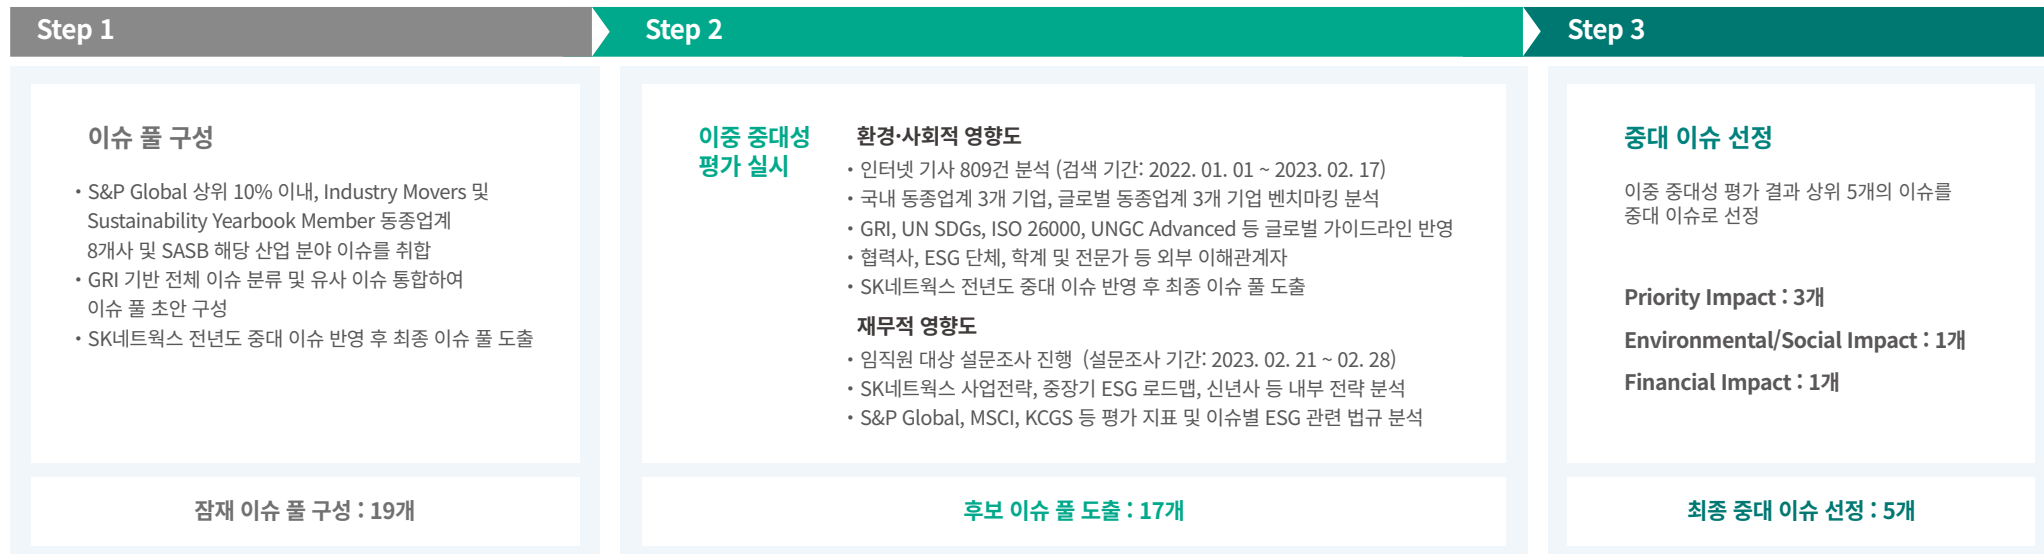 Step 1
이슈 풀 구성
• S&P Global 상위 10% 이내, Industry Movers 및
Sustainability Yearbook Member 동종업계
8개사 및 SASB 해당 산업 분야 이슈를 취합
• GRI 기반 전체 이슈 분류 및 유사 이슈 통합하여
이슈 풀 초안 구성
• SK네트웍스 전년도 중대 이슈 반영 후 최종 이슈 풀 도출
잠재 이슈 풀 구성 : 19개
Step 2
이중 중대성
평가 실시
환경·사회적 영향도
• 인터넷 기사 809건 분석 (검색 기간: 2022. 01. 01 ~ 2023. 02. 17)
• 국내 동종업계 3개 기업, 글로벌 동종업계 3개 기업 벤치마킹 분석
• GRI, UN SDGs, ISO 26000, UNGC Advanced 등 글로벌 가이드라인 반영
• 협력사, ESG 단체, 학계 및 전문가 등 외부 이해관계자
• SK네트웍스 전년도 중대 이슈 반영 후 최종 이슈 풀 도출
재무적 영향도
• 임직원 대상 설문조사 진행 (설문조사 기간: 2023. 02. 21 ~ 02. 28)
• SK네트웍스 사업전략, 중장기 ESG 로드맵, 신년사 등 내부 전략 분석
• S&P Global, MSCI, KCGS 등 평가 지표 및 이슈별 ESG 관련 법규 분석
후보 이슈 풀 도출 : 17개
Step 3
중대 이슈 선정
이중 중대성 평가 결과 상위 5개의 이슈를
중대 이슈로 선정
Priority Impact : 3개
Environmental/Social Impact : 1개
Financial Impact : 1개
최종 중대 이슈 선정 : 5개